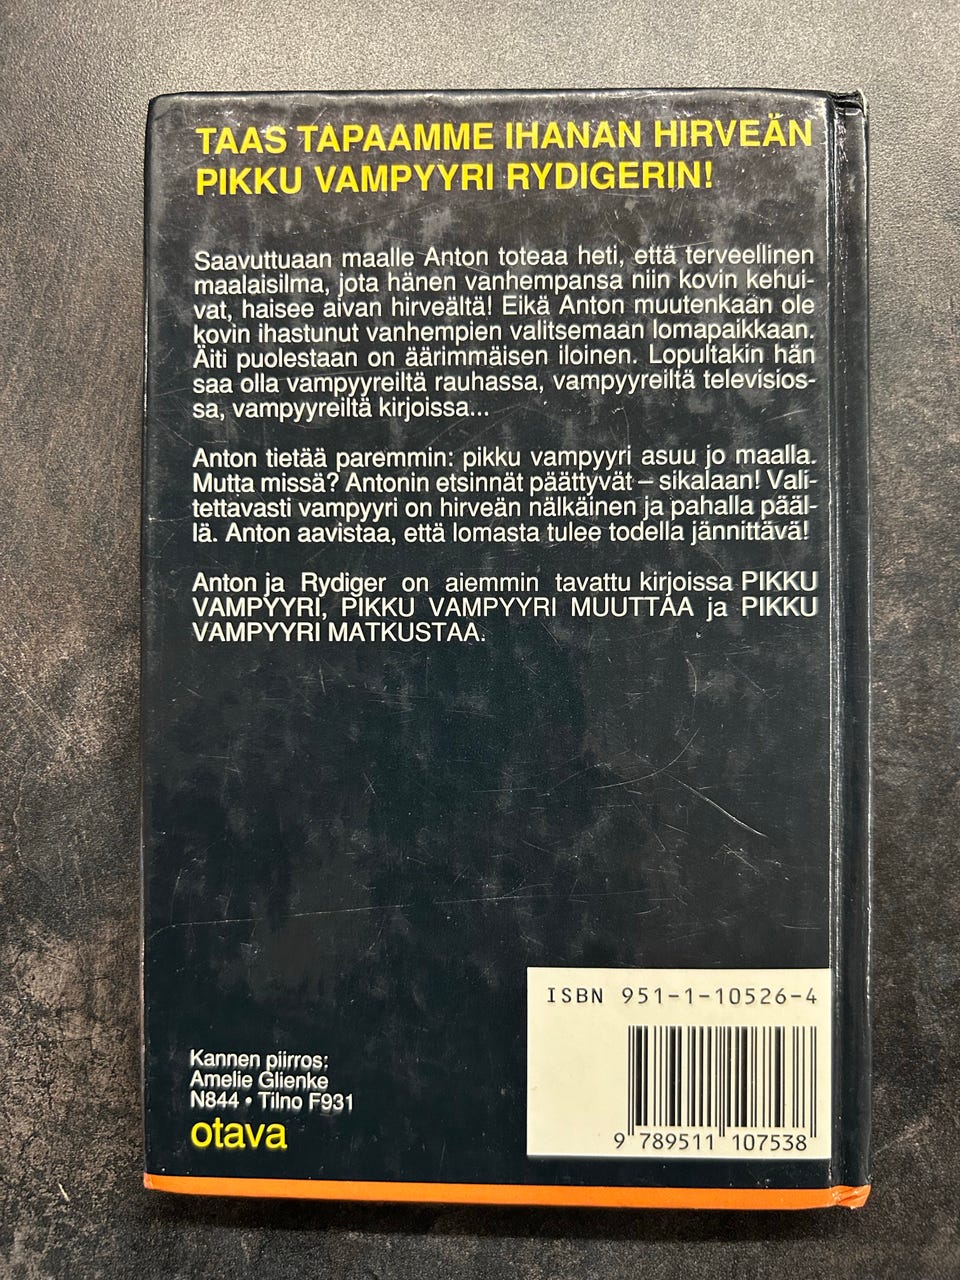 TAAS TAPAAMME IHANAN HIRVEÄN
PIKKU VAMPYYRI RYDIGERIN!
Saavuttuaan maalle Anton toteaa heti, että terveellinen
maalaisilma, jota hänen vanhempansa niin kovin kehui-
vat, haisee aivan hirveältä! Eikä Anton muutenkaan ole
kovin ihastunut vanhempien valitsemaan lomapaikkaan.
Äiti puolestaan on äärimmäisen iloinen. Lopultakin hän
saa olla vampyyreiltä rauhassa, vampyyreiltä televisios-
sa, vampyyreiltä kirjoissa...
Anton tietää paremmin: pikku vampyyri asuu jo maalla.
Mutta missä? Antonin etsinnät päättyvät – sikalaan! Vali-
tettavasti vampyyri on hirveän nälkäinen ja pahalla pääl-
lä. Anton aavistaa, että lomasta tulee todella jännittävä!
Anton ja Rydiger on aiemmin tavattu kirjoissa PIKKU
VAMPYYRI, PIKKU VAMPYYRI MUUTTAA ja PIKKU
VAMPYYRI MATKUSTAA.
ISBN 951-1-10526-4
9 789511 107538
Kannen piirros:
Amelie Glienke
N844 • Tilno F931
otava